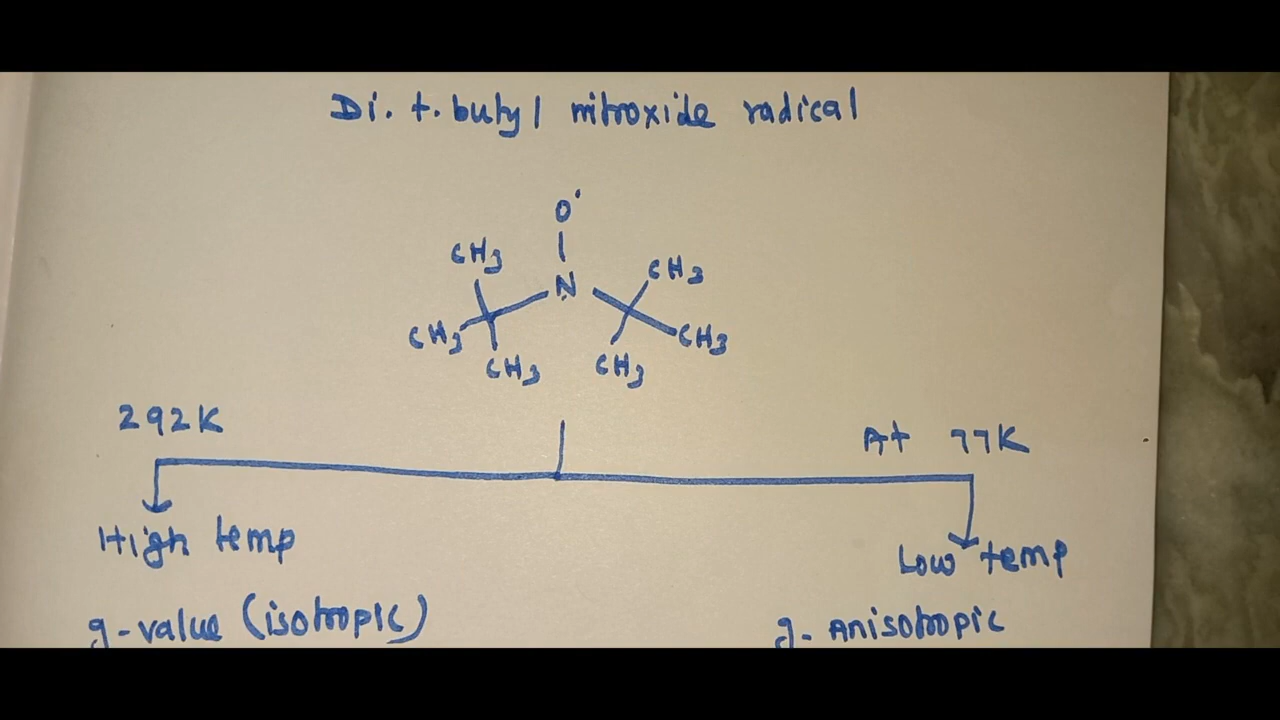 Di. t. butyl nitroxide radical
O·
CH3 CH3
N
CH3 CH3
CH3 CH3
292K
At 77K
High temp
Low temp
g-value (isotropic)
g- Anisotropic